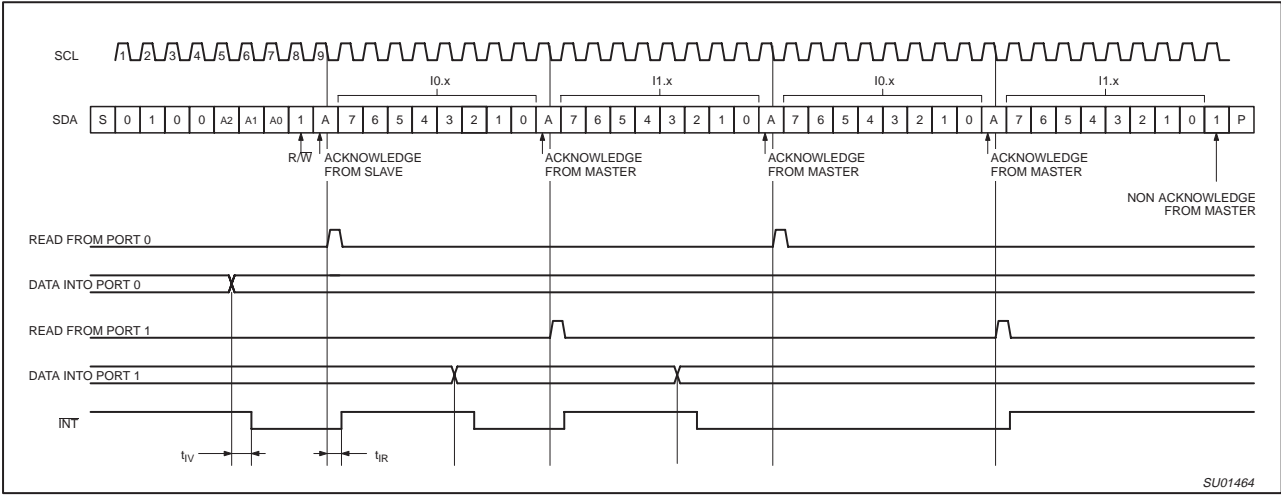 SCL 1 2 3 4 5 6 7 8 9
I0.x I1.x I0.x I1.x
SDA S 0 1 0 0 A2 A1 A0 1 A 7 6 5 4 3 2 1 0 A 7 6 5 4 3 2 1 0 A 7 6 5 4 3 2 1 0 A 7 6 5 4 3 2 1 0 1 P
R/W̅ ACKNOWLEDGE ACKNOWLEDGE ACKNOWLEDGE ACKNOWLEDGE
FROM SLAVE FROM MASTER FROM MASTER FROM MASTER
NON ACKNOWLEDGE
FROM MASTER
READ FROM PORT 0
DATA INTO PORT 0
READ FROM PORT 1
DATA INTO PORT 1
I̅N̅T̅
tIV tIR
SU01464